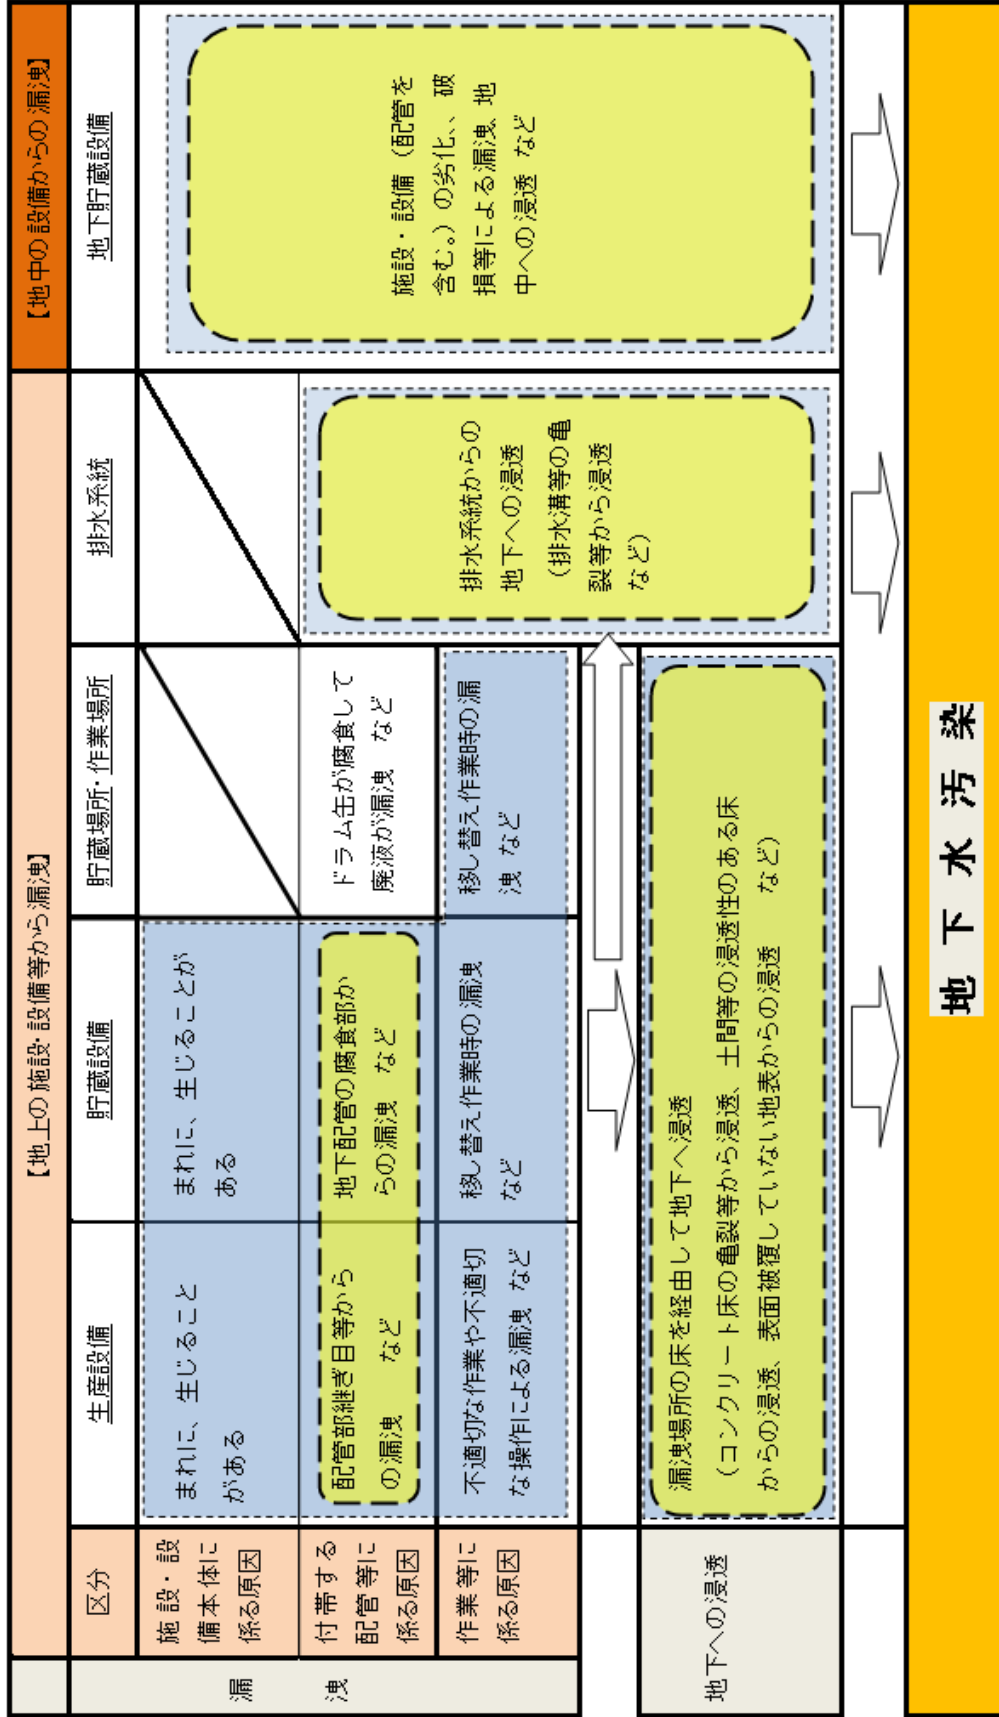 【地上の施設・設備等から漏洩】
【地中の設備からの漏洩】
区分
生産設備
貯蔵設備
貯蔵場所・作業場所
排水系統
地下貯蔵設備
漏 洩
施設・設
備本体に
係る原因
まれに、生じること
がある
まれに、生じることが
ある
付帯する
配管等に
係る原因
配管部継ぎ目等から
の漏洩 など
地下配管の腐食部か
らの漏洩 など
ドラム缶が腐食して
廃液が漏洩 など
作業等に
係る原因
不適切な作業や不適切
な操作による漏洩 など
移し替え作業時の漏洩
など
移し替え作業時の漏
洩 など
排水系統からの
地下への浸透
（排水溝等の亀
裂等から浸透
など）
施設・設備（配管を
含む。）の劣化、、破
損等による漏洩、地
中への浸透 など
地下への浸透
漏洩場所の床を経由して地下へ浸透
（コンクリート床の亀裂等から浸透、土間等の浸透性のある床
からの浸透、表面被覆していない地表からの浸透 など）
地 下 水 汚 染